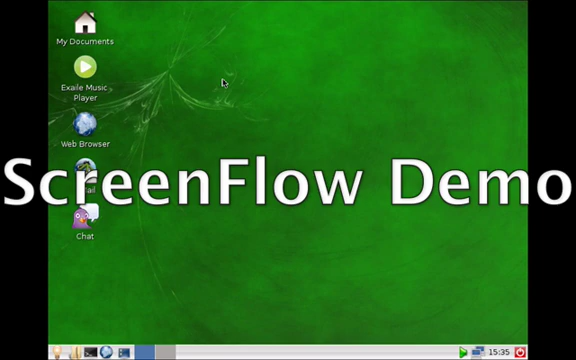 My Documents
Exaile Music
Player
Web Browser
ScreenFlow Demo
Chat
15:35